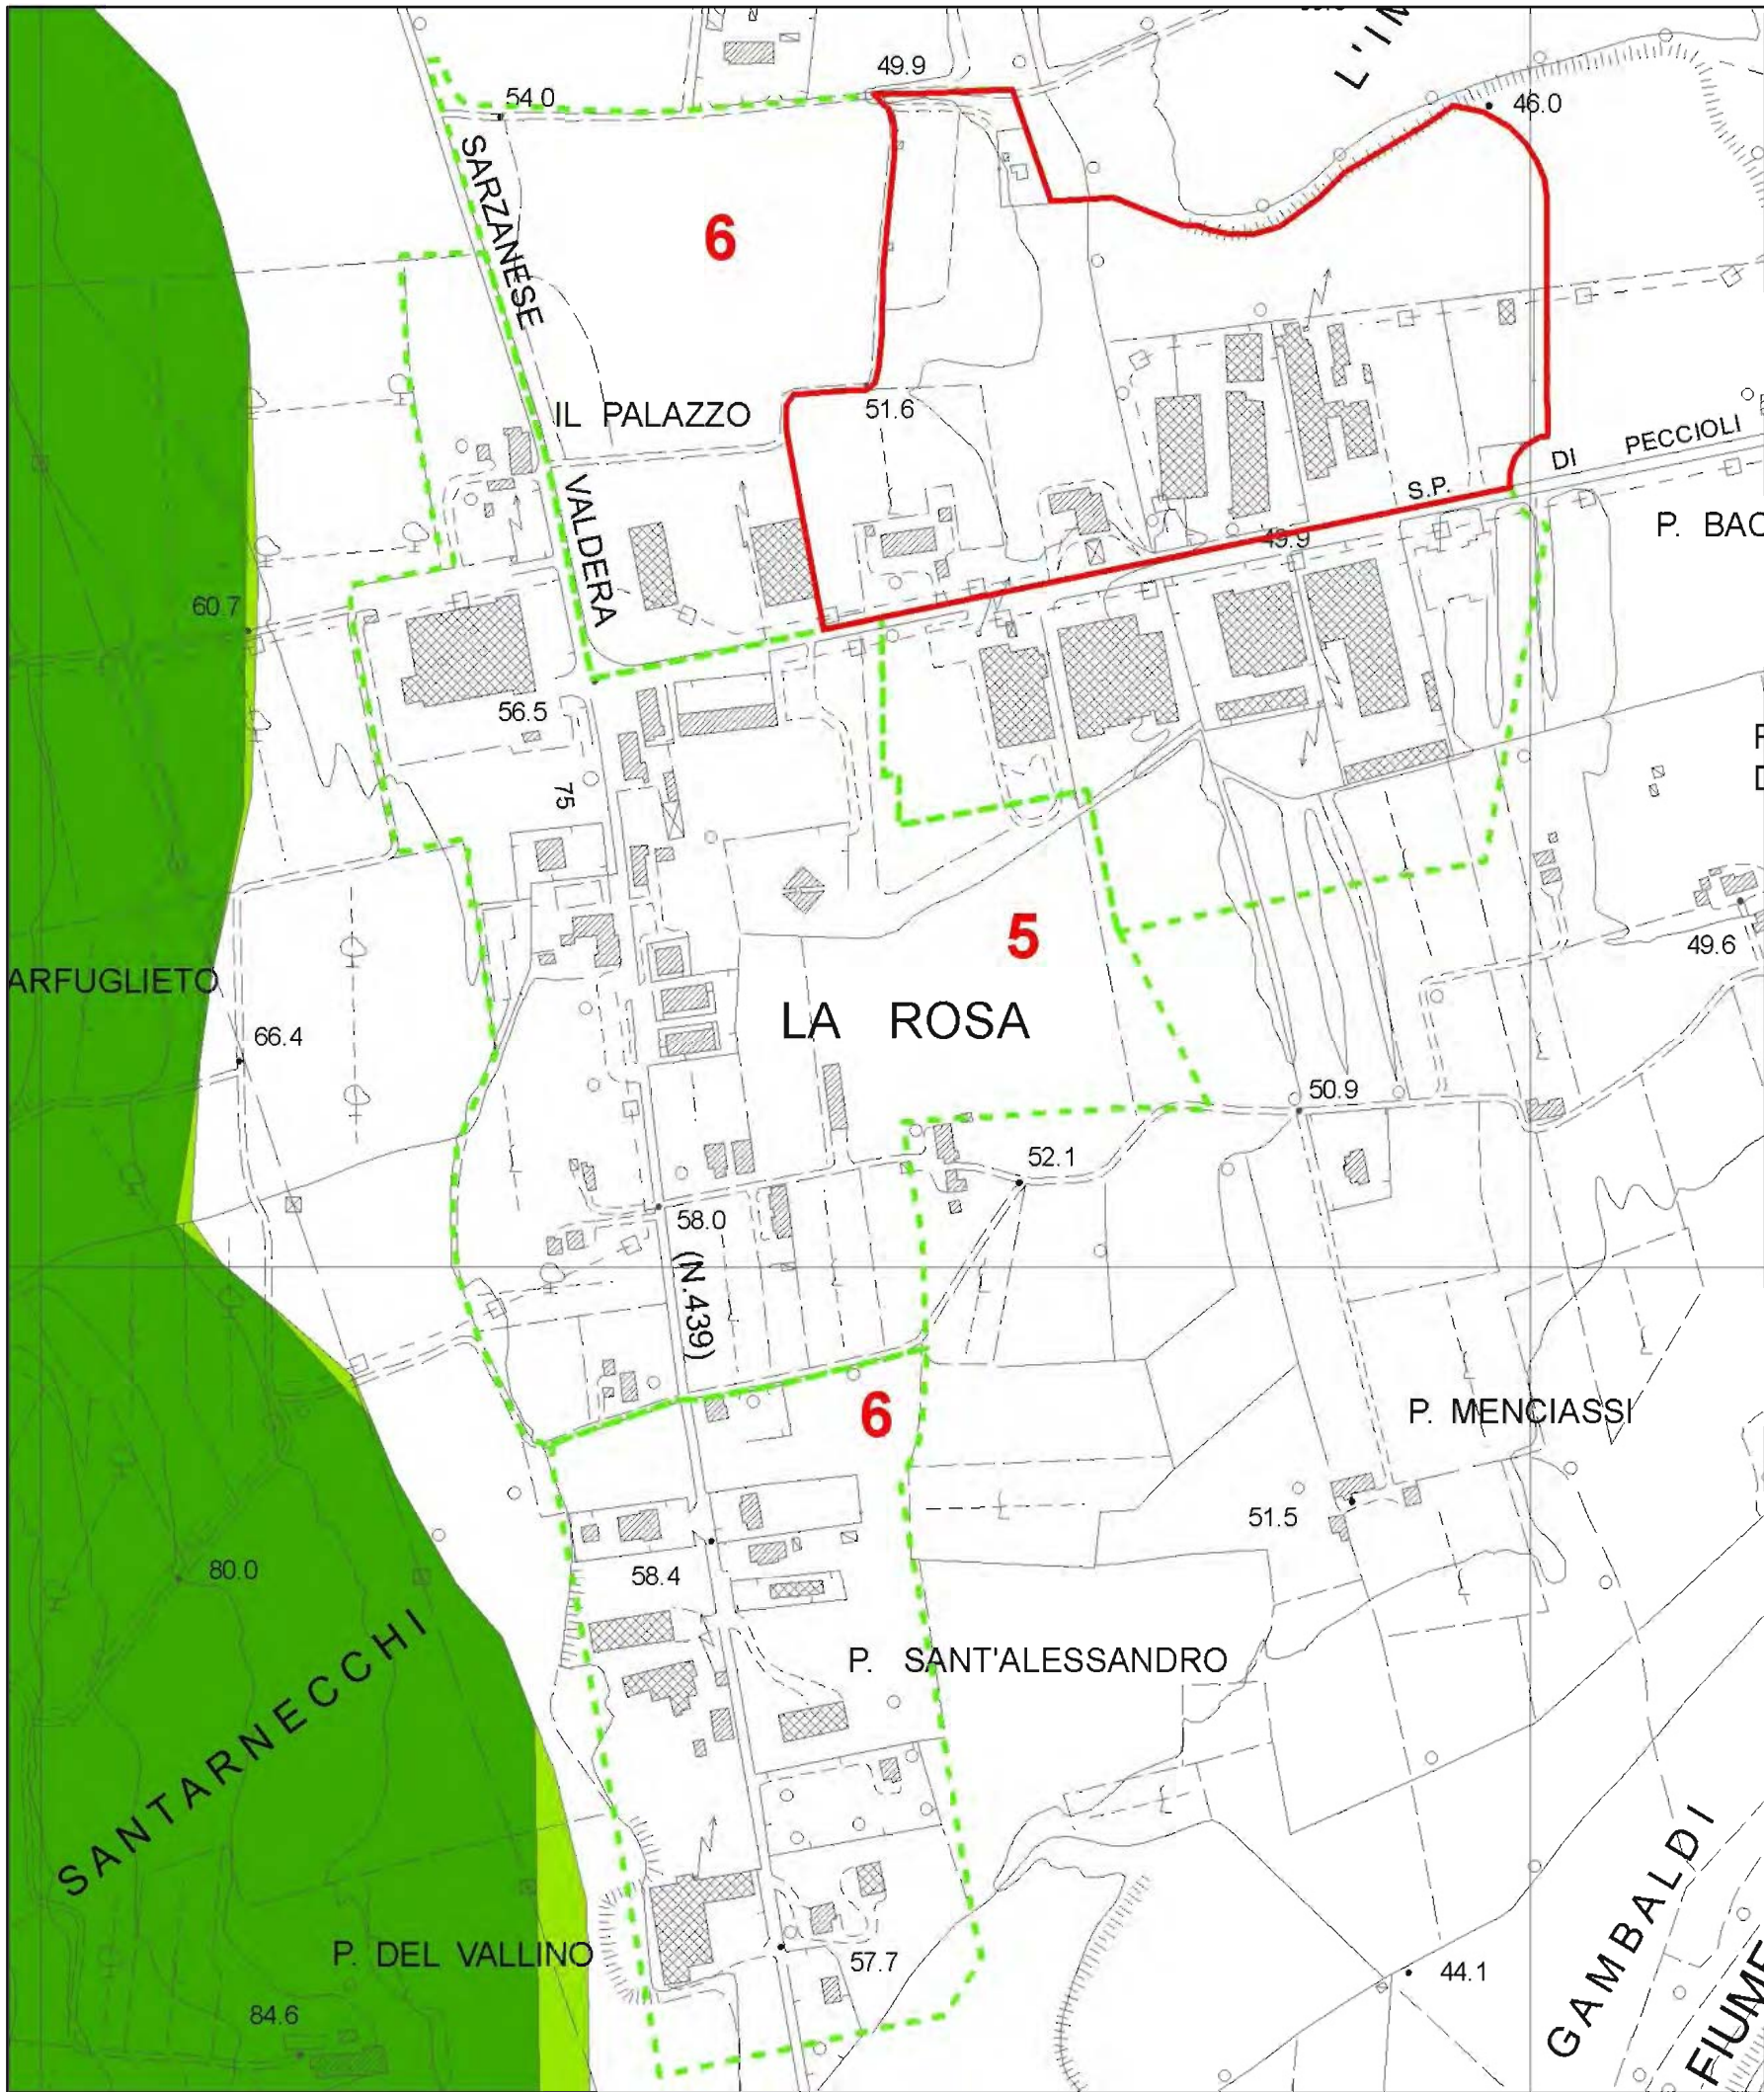 49.9
54.0
46.0
SARZANESE
6
51.6
IL PALAZZO
DI
PECCIOLI
S.P.
VALDERA
49.9
P. BAC
60.7
56.5
75
5
49.6
ARFUGLIETO
LA ROSA
66.4
50.9
52.1
58.0
(N.439)
6
P. MENCIASSI
51.5
80.0
58.4
P. SANT'ALESSANDRO
SANTARNECCHI
P. DEL VALLINO
57.7
44.1
GAMBALDI
84.6
FIUME